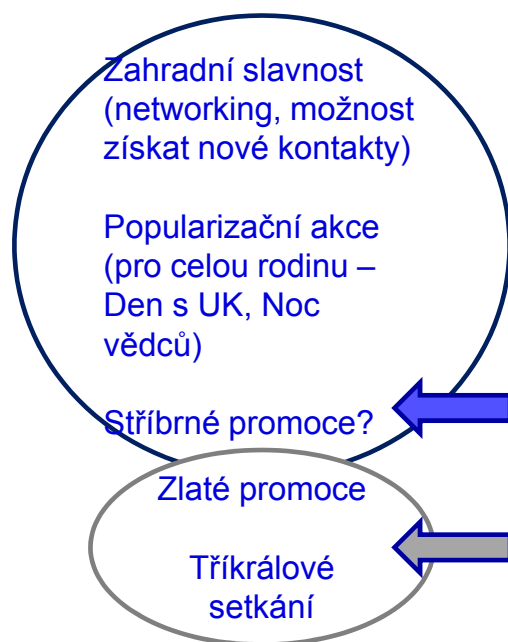 Zahradní slavnost
(networking, možnost
získat nové kontakty)
Popularizační akce
(pro celou rodinu –
Den s UK, Noc
vědců)
Stříbrné promoce?
Zlaté promoce
Tříkrálové
setkání